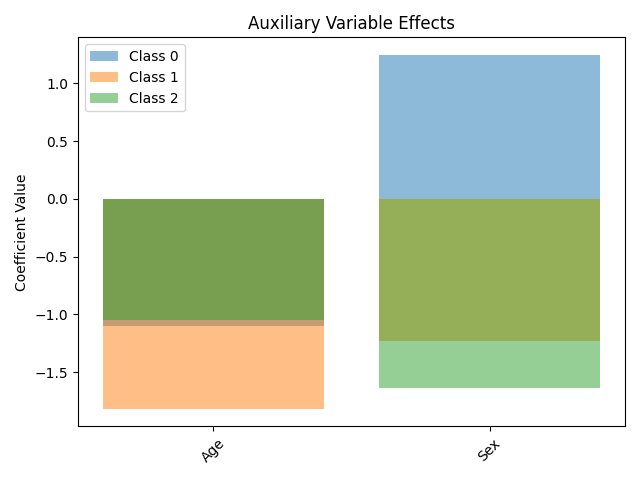 Auxiliary Variable Effects
Class 0
Class 1
Class 2
Coefficient Value
1.0
0.5
0.0
−0.5
−1.0
−1.5
Age
Sex